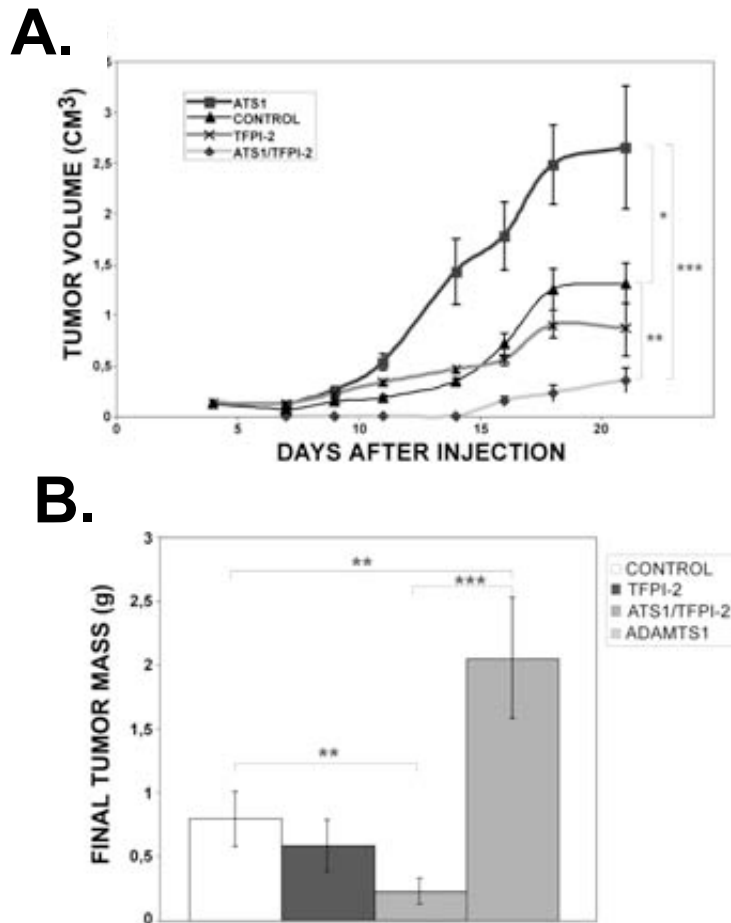 A.
TUMOR VOLUME (CM3)
3
2,5
2
1,5
1
0,5
0
0
5
10
15
20
DAYS AFTER INJECTION
ATS1
CONTROL
TFPI-2
ATS1/TFPI-2
*
***
**
B.
FINAL TUMOR MASS (g)
3
2,5
2
1,5
1
0,5
0
**
***
**
CONTROL
TFPI-2
ATS1/TFPI-2
ADAMTS1